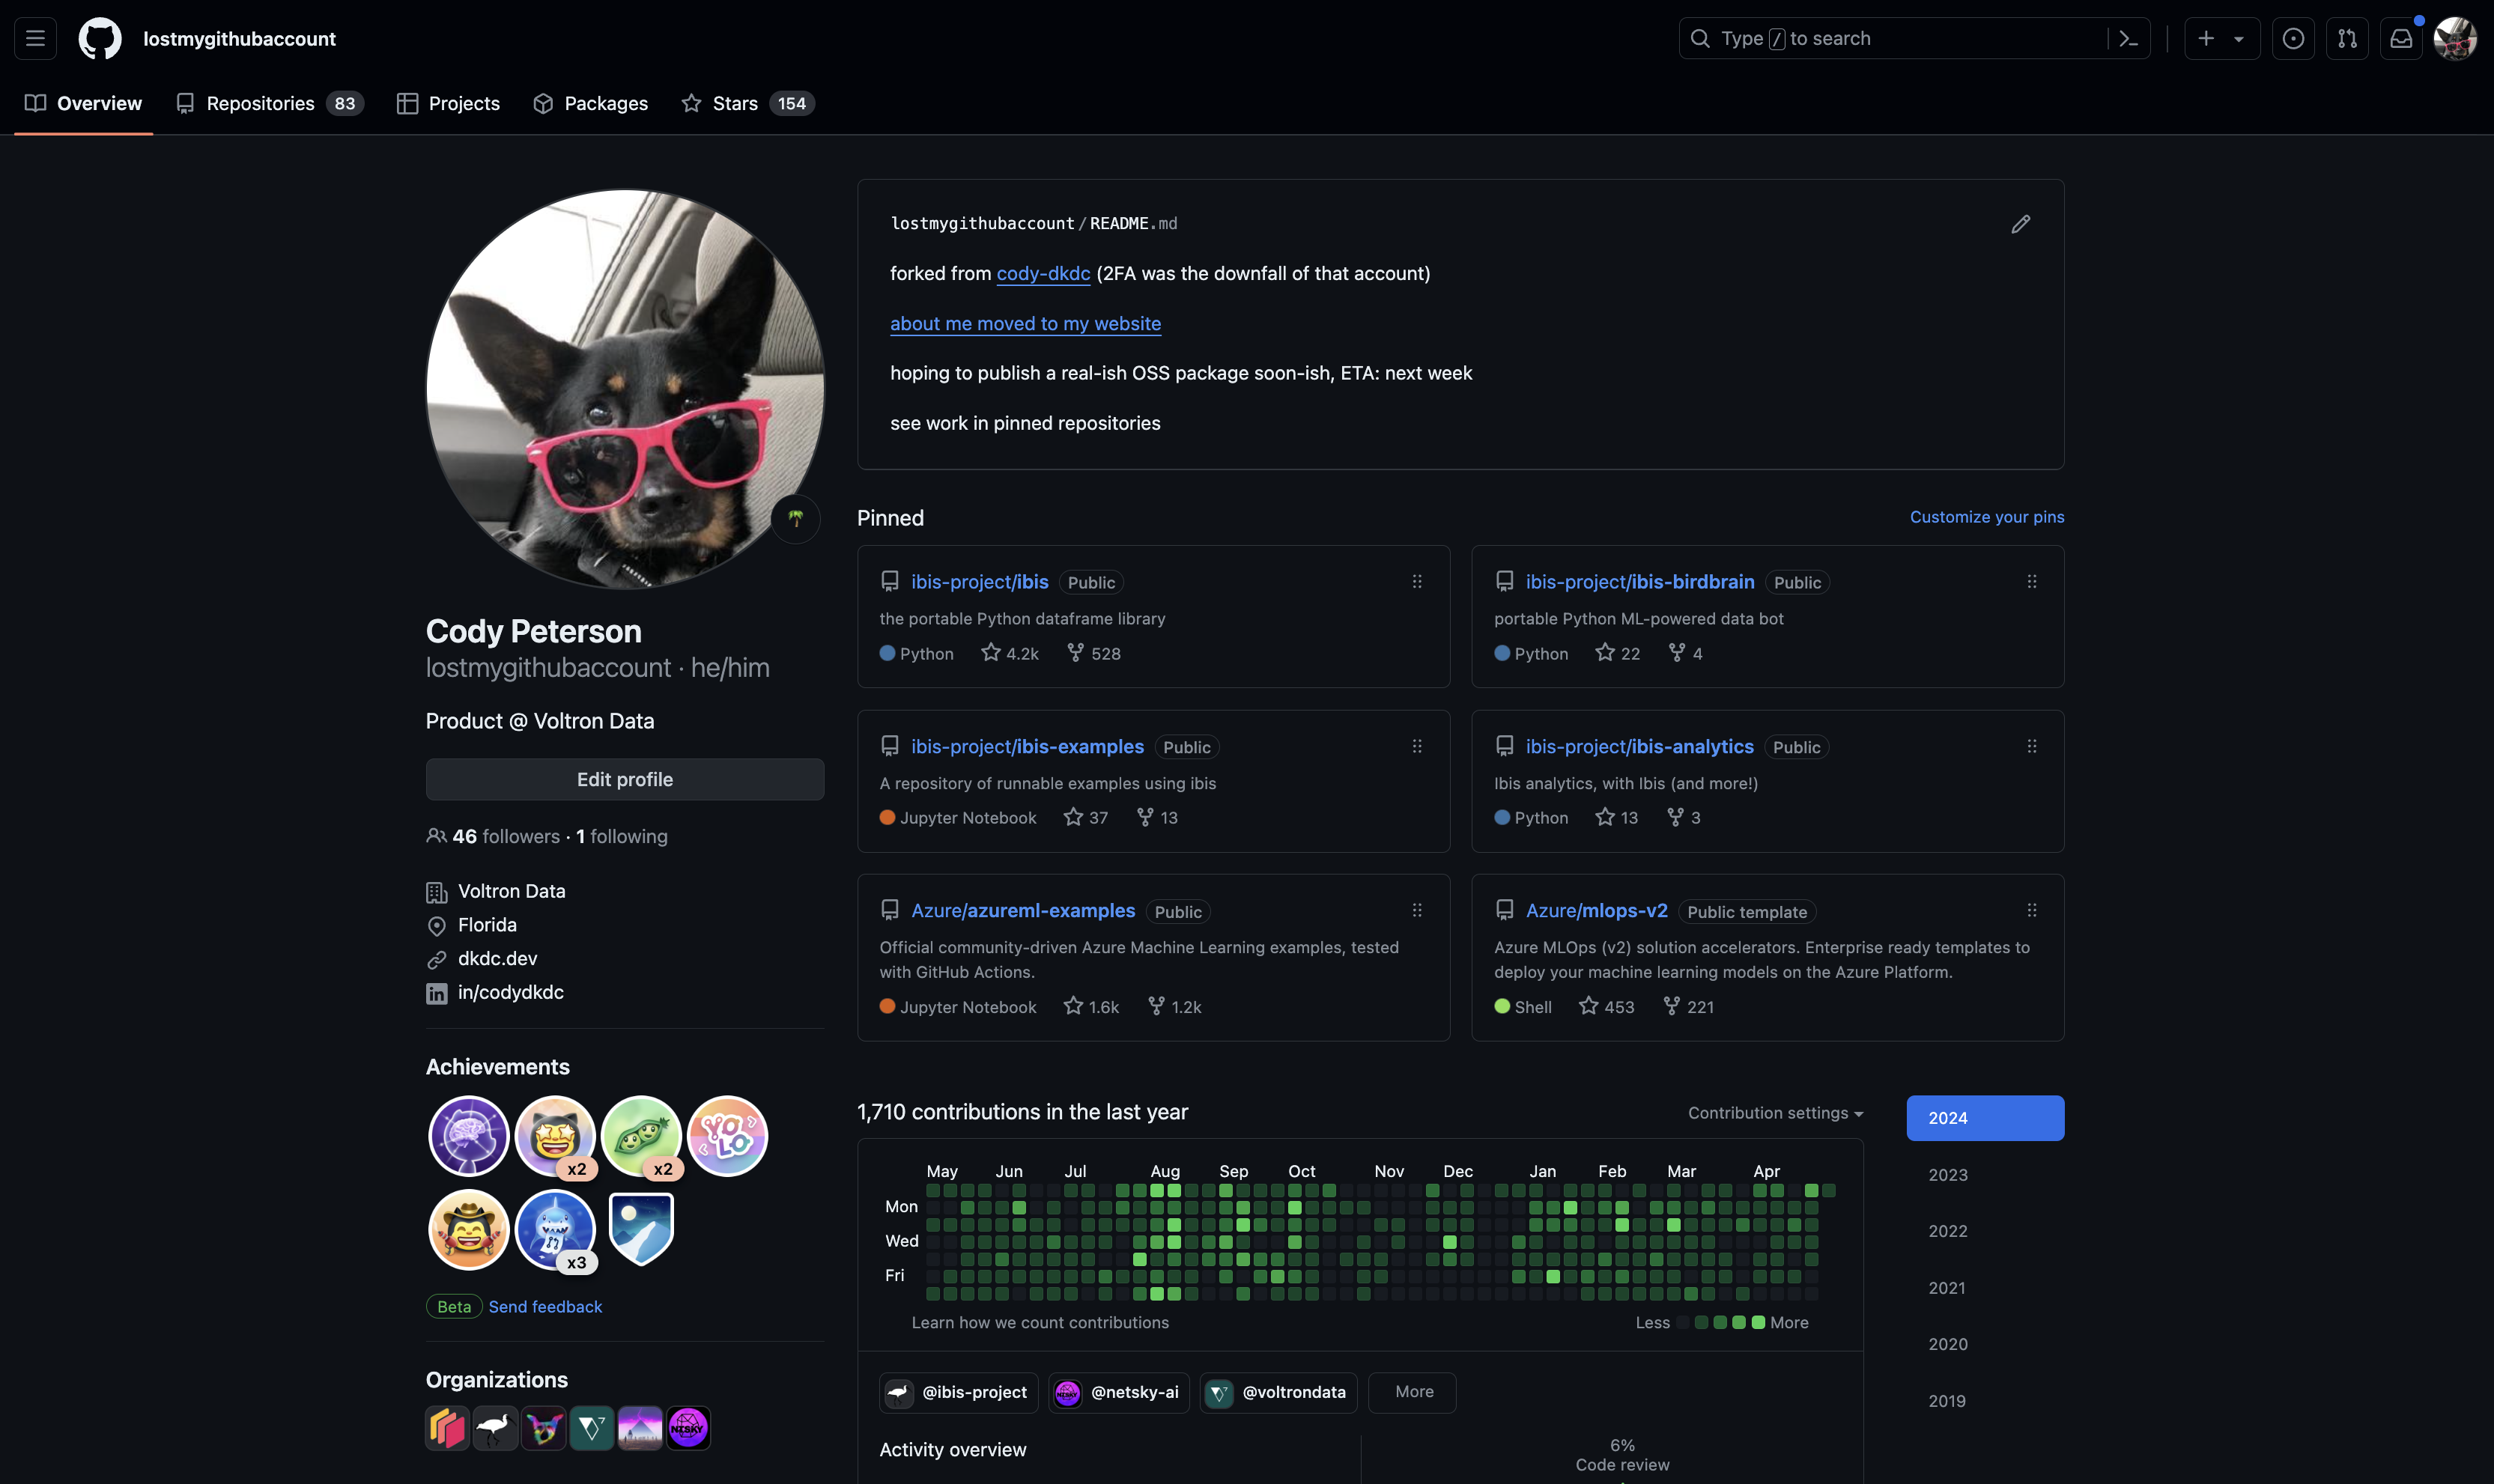 lostmygithubaccount
Type / to search
Overview
Repositories 83
Projects
Packages
Stars 154
lostmygithubaccount/README.md
forked from cody-dkdc (2FA was the downfall of that account)
about me moved to my website
hoping to publish a real-ish OSS package soon-ish, ETA: next week
see work in pinned repositories
Cody Peterson
lostmygithubaccount · he/him
Product @ Voltron Data
Edit profile
46 followers · 1 following
Voltron Data
Florida
dkdc.dev
in/codydkdc
Achievements
x2
x2
YOLO
x3
Beta Send feedback
Organizations
NETSKY
Pinned
Customize your pins
ibis-project/ibis Public
the portable Python dataframe library
Python 4.2k 528
ibis-project/ibis-birdbrain Public
portable Python ML-powered data bot
Python 22 4
ibis-project/ibis-examples Public
A repository of runnable examples using ibis
Jupyter Notebook 37 13
ibis-project/ibis-analytics Public
Ibis analytics, with Ibis (and more!)
Python 13 3
Azure/azureml-examples Public
Official community-driven Azure Machine Learning examples, tested
with GitHub Actions.
Jupyter Notebook 1.6k 1.2k
Azure/mlops-v2 Public template
Azure MLOps (v2) solution accelerators. Enterprise ready templates to
deploy your machine learning models on the Azure Platform.
Shell 453 221
1,710 contributions in the last year
Contribution settings
May Jun Jul Aug Sep Oct Nov Dec Jan Feb Mar Apr
Mon
Wed
Fri
Learn how we count contributions
Less More
@ibis-project
@netsky-ai
@voltrondata
More
Activity overview
6%
Code review
2024
2023
2022
2021
2020
2019